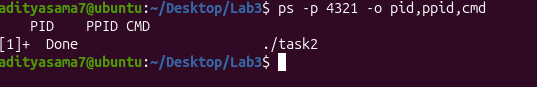 adityasama7@ubuntu:~/Desktop/Lab3$ ps -p 4321 -o pid,ppid,cmd
    PID    PPID CMD
[1]+  Done                    ./task2
adityasama7@ubuntu:~/Desktop/Lab3$